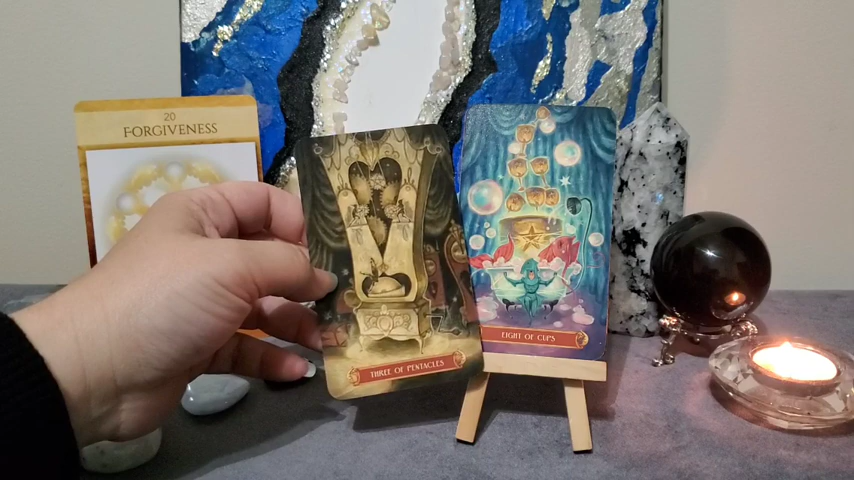 20
FORGIVENESS
THREE OF PENTACLES
EIGHT OF CUPS